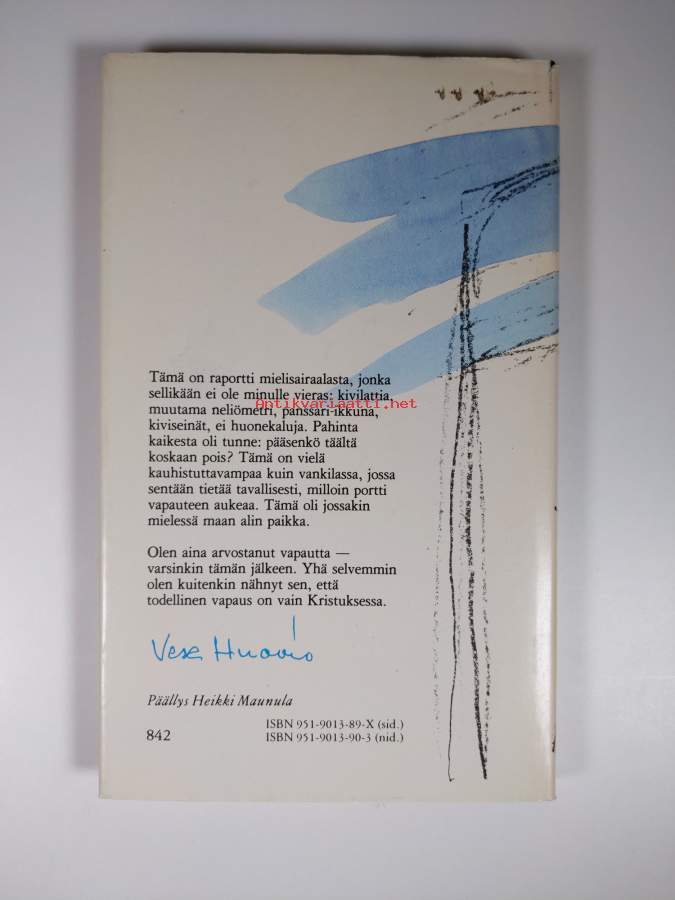 Tämä on raportti mielisairaalasta, jonka
sellikään ei ole minulle vieras: kivilattia,
Antikvariaatti.net
muutama neliömetri, panssari-ikkuna,
kiviseinät, ei huonekaluja. Pahinta
kaikesta oli tunne: pääsenkö täältä
koskaan pois? Tämä on vielä
kauhistuttavampaa kuin vankilassa, jossa
sentään tietää tavallisesti, milloin portti
vapauteen aukeaa. Tämä oli jossakin
mielessä maan alin paikka.
Olen aina arvostanut vapautta —
varsinkin tämän jälkeen. Yhä selvemmin
olen kuitenkin nähnyt sen, että
todellinen vapaus on vain Kristuksessa.
Vesa Huovio
Päällys Heikki Maunula
ISBN 951-9013-89-X (sid.)
842 ISBN 951-9013-90-3 (nid.)